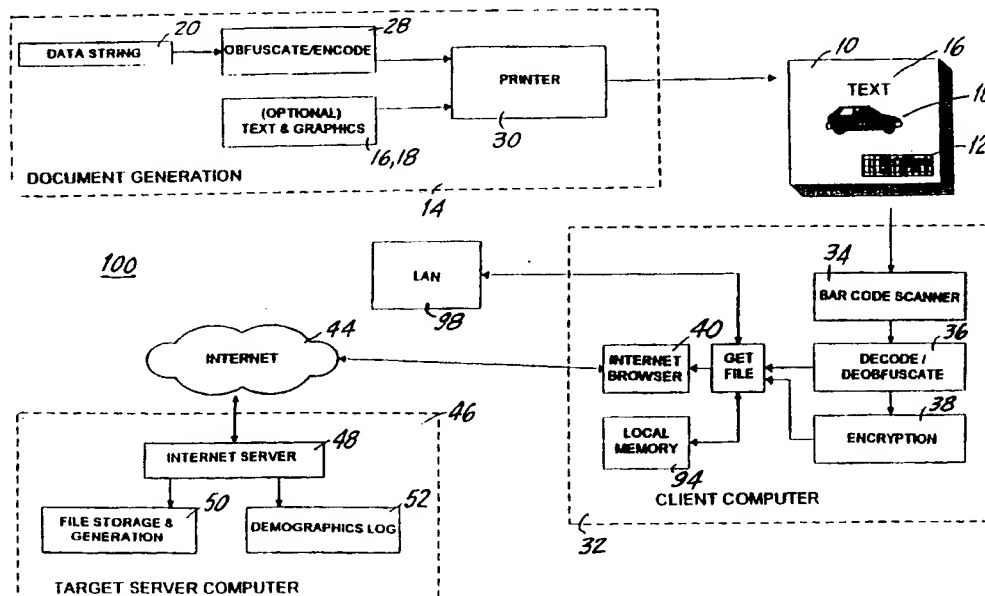 20
DATA STRING
28
OBFUSCATE/ENCODE
PRINTER
30
(OPTIONAL)
TEXT & GRAPHICS
16,18
DOCUMENT GENERATION
14
10
16
TEXT
18
12
100
LAN
98
44
INTERNET
46
INTERNET SERVER
48
50
FILE STORAGE &
GENERATION
52
DEMOGRAPHICS LOG
TARGET SERVER COMPUTER
34
BAR CODE SCANNER
36
DECODE /
DEOBFUSCATE
38
ENCRYPTION
40
INTERNET
BROWSER
GET
FILE
LOCAL
MEMORY
94
CLIENT COMPUTER
32